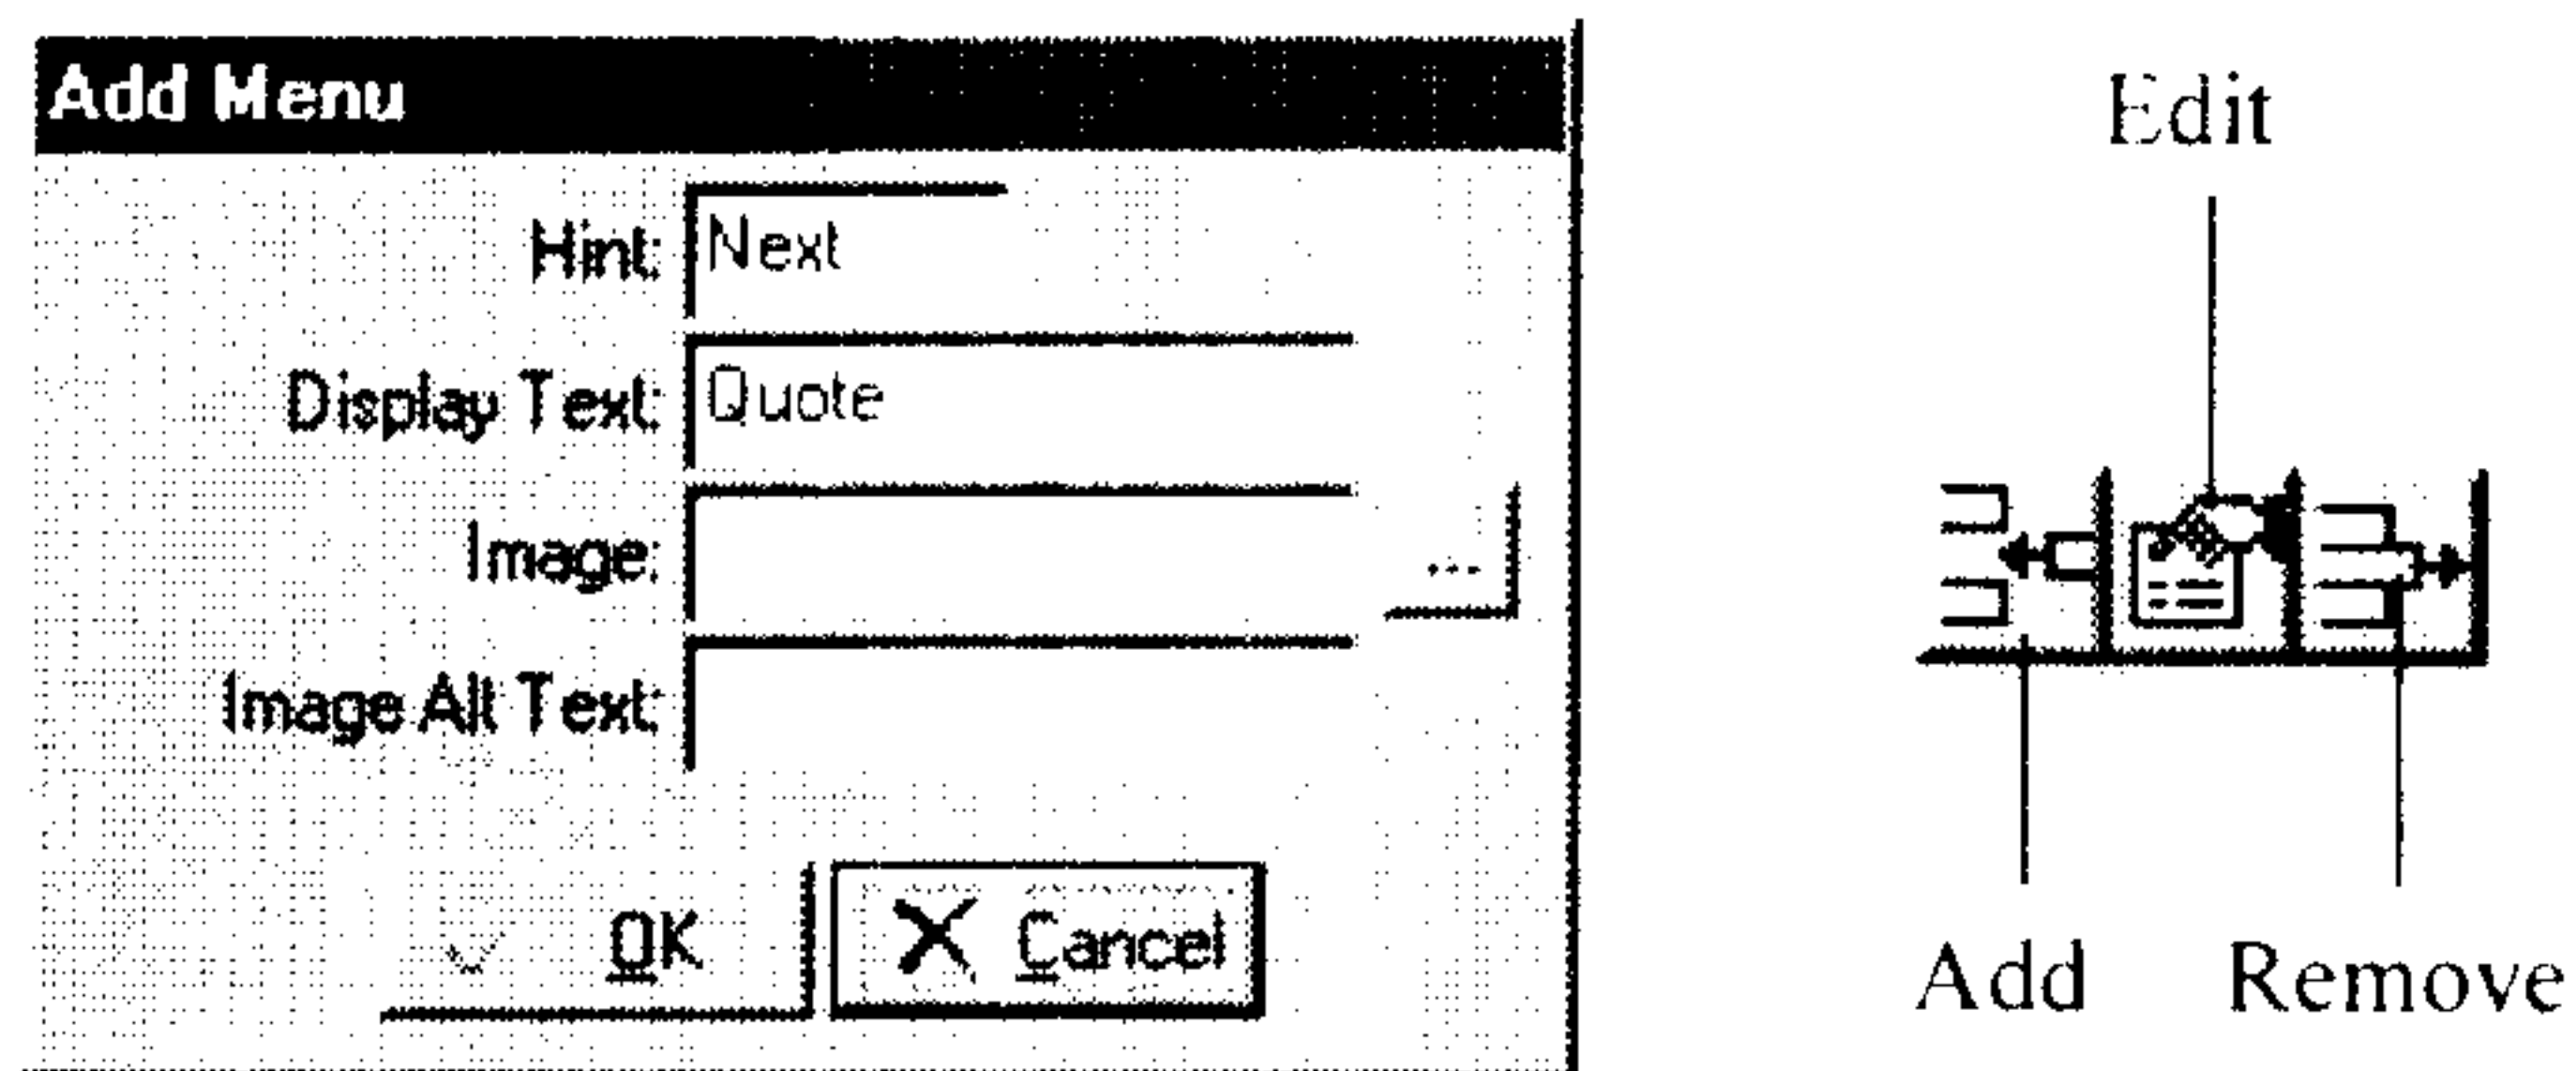 Add Menu
Hint: Next
Display Text: Quote
Image: ...
Image Alt Text:
OK Cancel
Edit
Add Remove